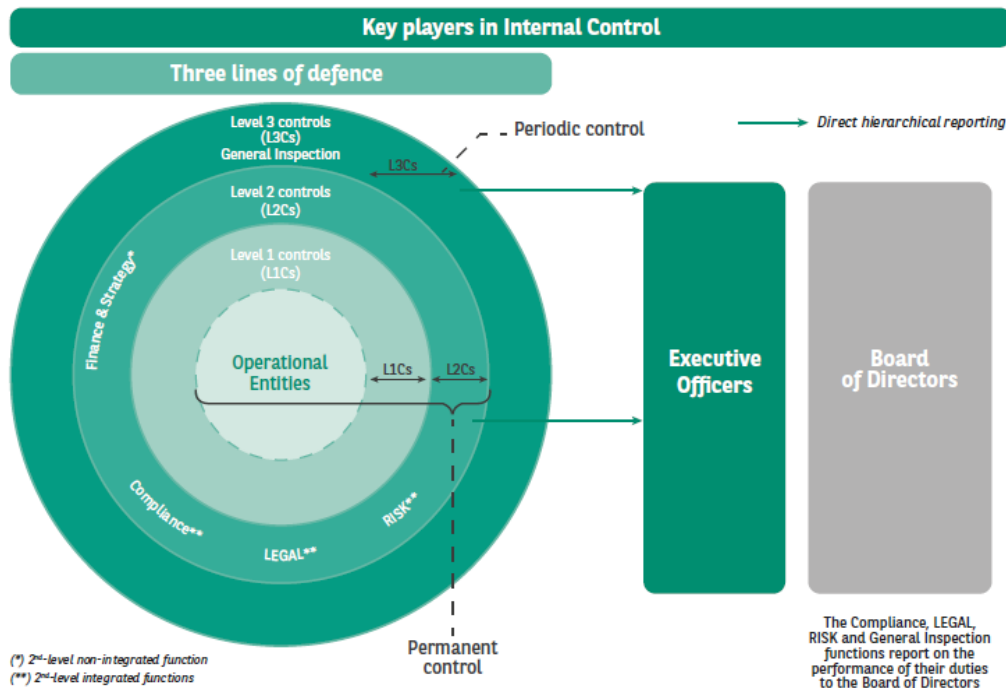 Key players in Internal Control
Three lines of defence
Level 3 controls
(L3Cs)
General Inspection
Periodic control
Direct hierarchical reporting
L3Cs
Level 2 controls
(L2Cs)
Level 1 controls
(L1Cs)
Finance & Strategy*
Operational
Entities
L1Cs
L2Cs
Executive
Officers
Board
of Directors
Compliance**
LEGAL**
RISK**
Permanent
control
The Compliance, LEGAL,
RISK and General Inspection
functions report on the
performance of their duties
to the Board of Directors
(*) 2nd-level non-integrated function
(**) 2nd-level integrated functions